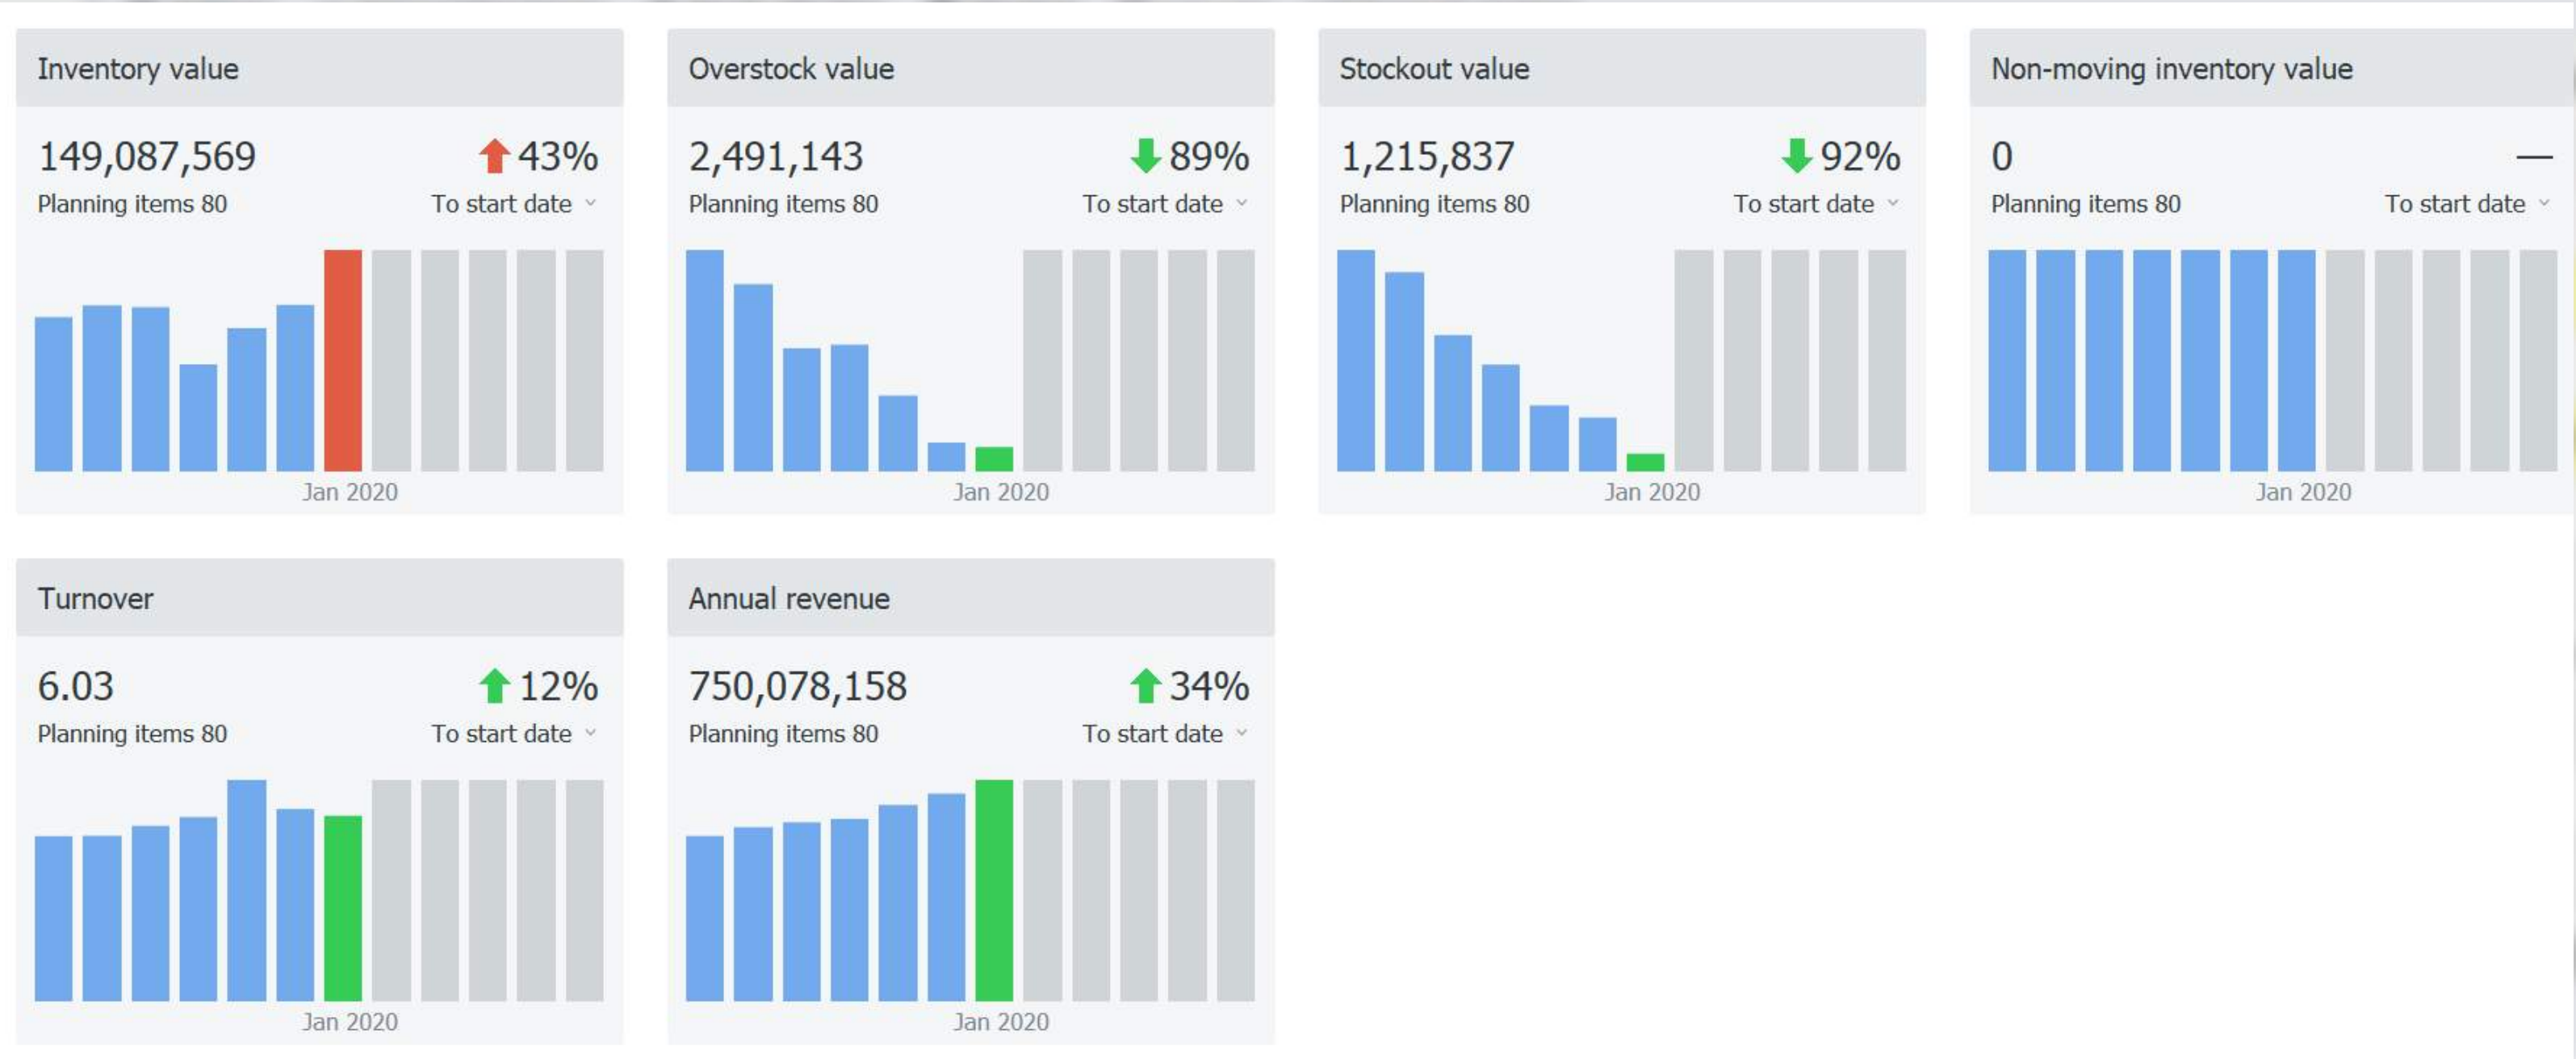 Inventory value
149,087,569
43%
Planning items 80
To start date
Jan 2020
Overstock value
2,491,143
89%
Planning items 80
To start date
Jan 2020
Stockout value
1,215,837
92%
Planning items 80
To start date
Jan 2020
Non-moving inventory value
0
—
Planning items 80
To start date
Jan 2020
Turnover
6.03
12%
Planning items 80
To start date
Jan 2020
Annual revenue
750,078,158
34%
Planning items 80
To start date
Jan 2020